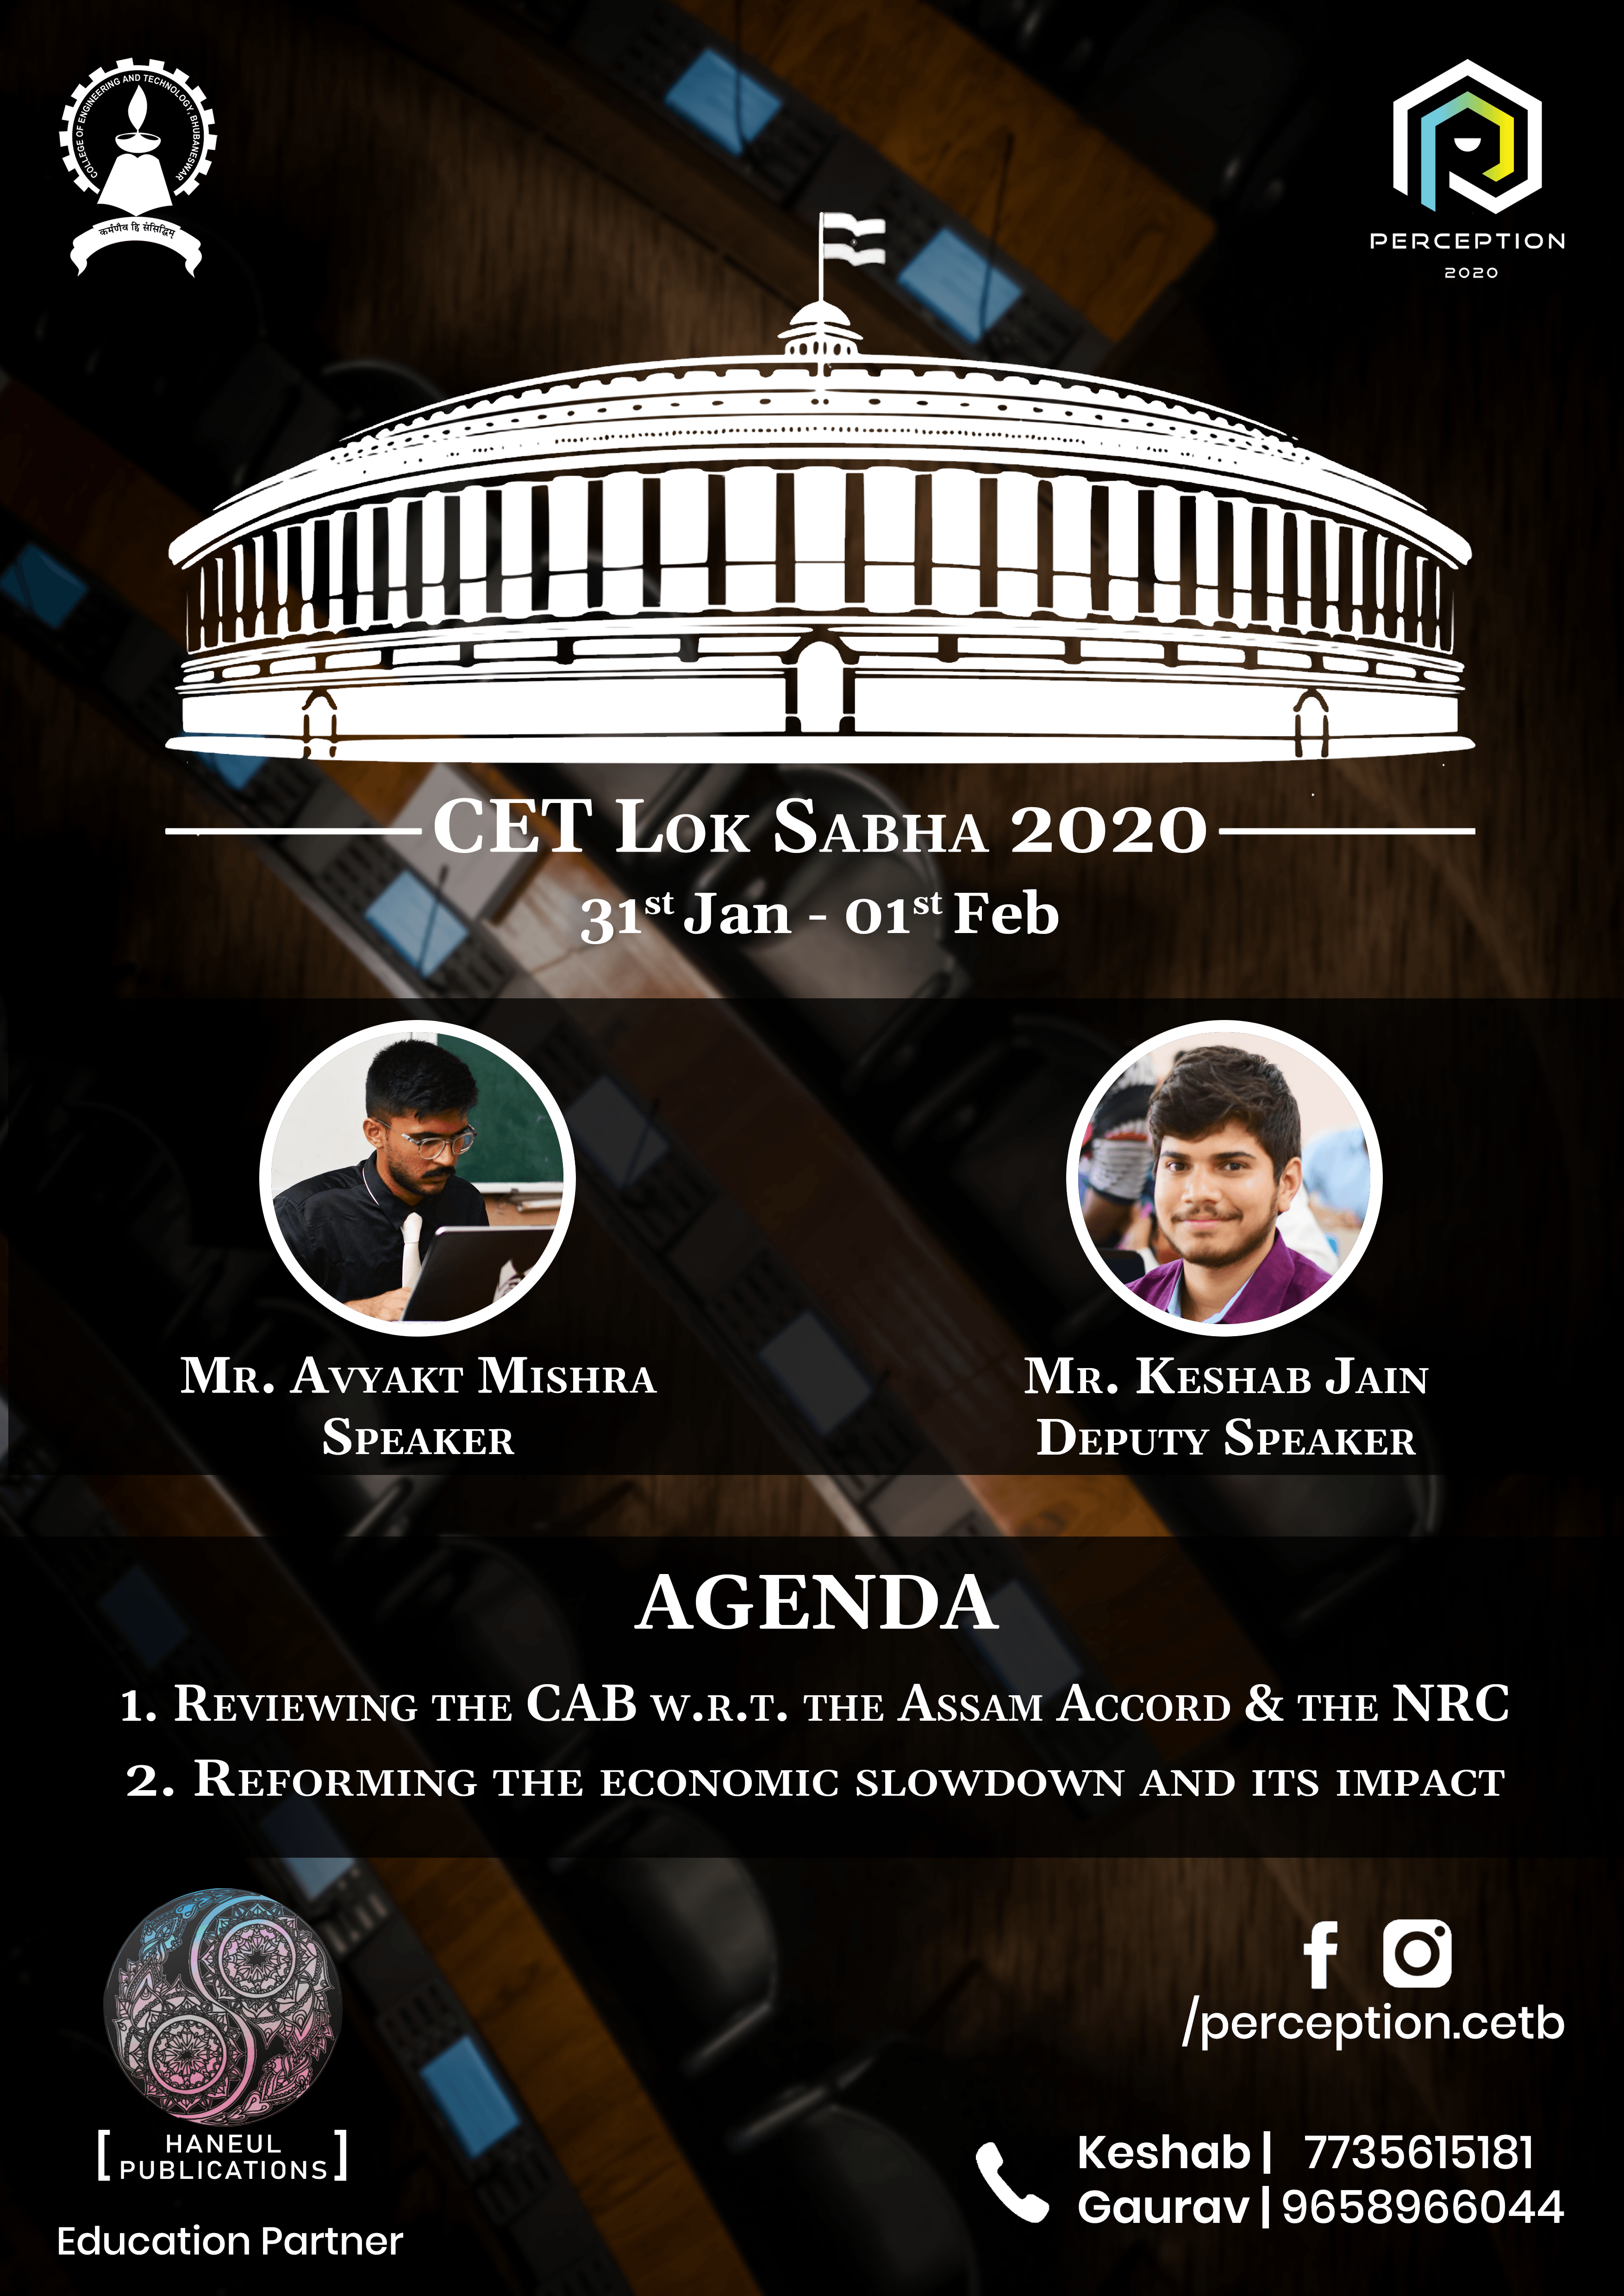 COLLEGE OF ENGINEERING AND TECHNOLOGY, BHUBANESWAR
कर्मणैव हि संसिद्धिम्
PERCEPTION
2020
CET Lok Sabha 2020
31st Jan - 01st Feb
Mr. Avyakt Mishra
Speaker
Mr. Keshab Jain
Deputy Speaker
AGENDA
1. Reviewing the CAB w.r.t. the Assam Accord & the NRC
2. Reforming the economic slowdown and its impact
/perception.cetb
[HANEUL
PUBLICATIONS]
Education Partner
Keshab | 7735615181
Gaurav | 9658966044